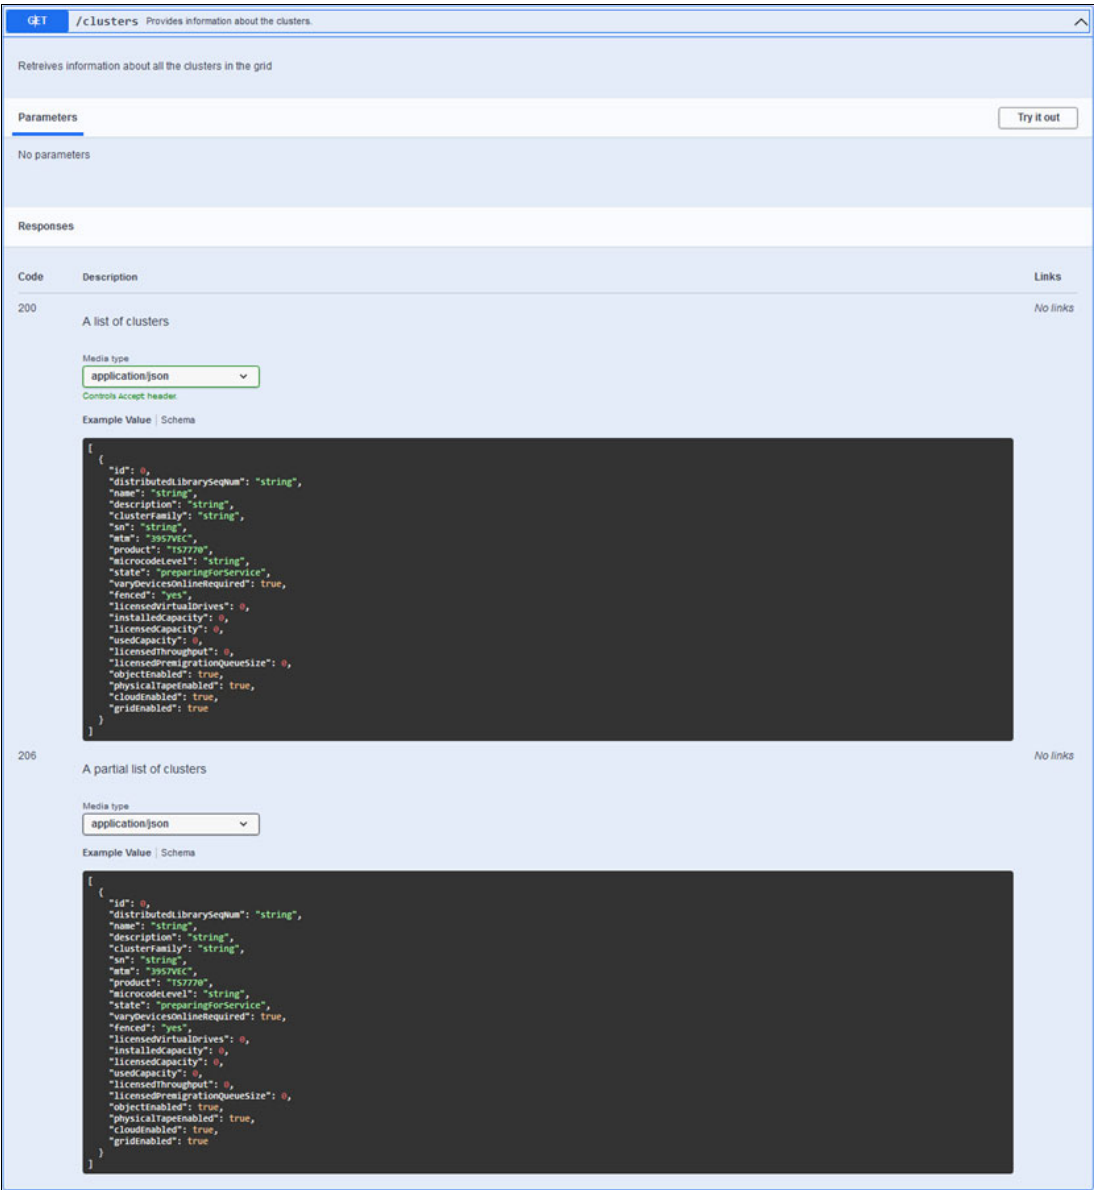 GET /clusters Provides information about the clusters.
Retreives information about all the clusters in the grid
Parameters Try it out
No parameters
Responses
Code Description Links
200 No links
A list of clusters
Media type
application/json
Controls Accept header.
Example Value | Schema
[
{
"id": 0,
"distributedLibrarySeqNum": "string",
"name": "string",
"description": "string",
"clusterFamily": "string",
"sn": "string",
"mtm": "3957VEC",
"product": "TS7770",
"microcodeLevel": "string",
"state": "preparingForService",
"varyDevicesOnlineRequired": true,
"fenced": "yes",
"licensedVirtualDrives": 0,
"installedCapacity": 0,
"licensedCapacity": 0,
"usedCapacity": 0,
"licensedThroughput": 0,
"licensedPremigrationQueueSize": 0,
"objectEnabled": true,
"physicalTapeEnabled": true,
"cloudEnabled": true,
"gridEnabled": true
}
]
206 No links
A partial list of clusters
Media type
application/json
Example Value | Schema
[
{
"id": 0,
"distributedLibrarySeqNum": "string",
"name": "string",
"description": "string",
"clusterFamily": "string",
"sn": "string",
"mtm": "3957VEC",
"product": "TS7770",
"microcodeLevel": "string",
"state": "preparingForService",
"varyDevicesOnlineRequired": true,
"fenced": "yes",
"licensedVirtualDrives": 0,
"installedCapacity": 0,
"licensedCapacity": 0,
"usedCapacity": 0,
"licensedThroughput": 0,
"licensedPremigrationQueueSize": 0,
"objectEnabled": true,
"physicalTapeEnabled": true,
"cloudEnabled": true,
"gridEnabled": true
}
]